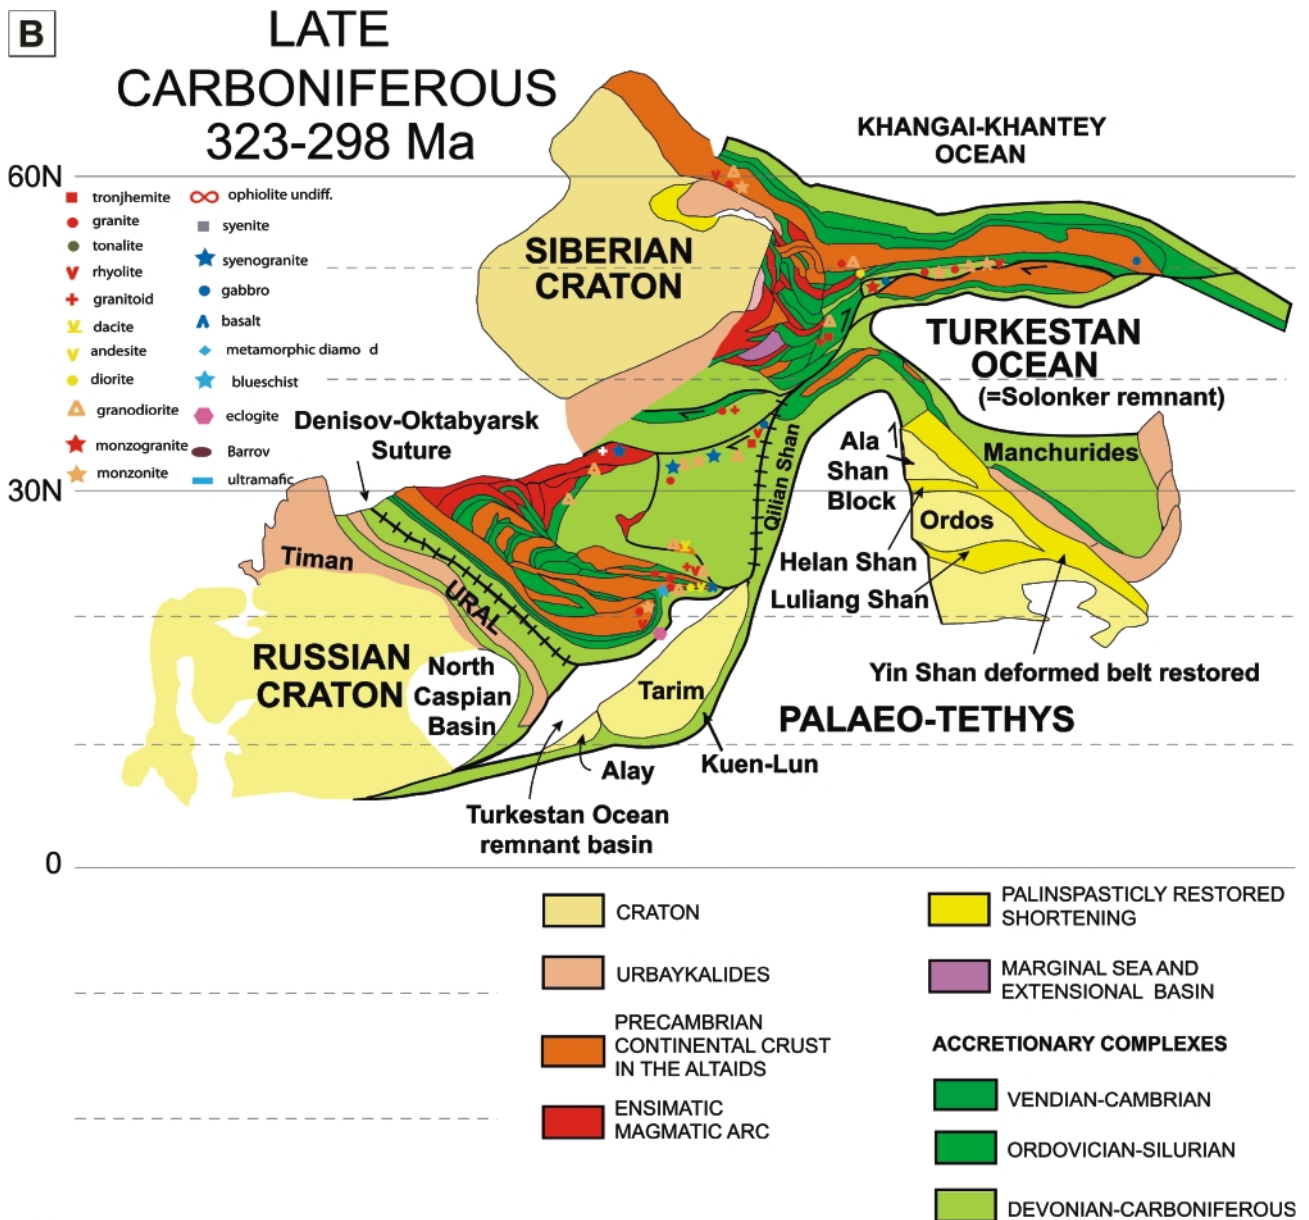 B
LATE
CARBONIFEROUS
323-298 Ma
KHANGAI-KHANTEY
OCEAN
60N
tronjhemite
granite
tonalite
rhyolite
granitoid
dacite
andesite
diorite
granodiorite
monzogranite
monzonite
ophiolite undiff.
syenite
syenogranite
gabbro
basalt
metamorphic diamo d
blueschist
eclogite
Barrov
ultramafic
SIBERIAN
CRATON
TURKESTAN
OCEAN
(=Solonker remnant)
Denisov-Oktabyarsk
Suture
Ala
Shan
Block
Manchurides
30N
Qilian Shan
Ordos
Timan
Helan Shan
Luliang Shan
URAL
RUSSIAN
CRATON
North
Caspian
Basin
Yin Shan deformed belt restored
Tarim
PALAEO-TETHYS
Alay
Kuen-Lun
Turkestan Ocean
remnant basin
0
CRATON
URBAYKALIDES
PRECAMBRIAN
CONTINENTAL CRUST
IN THE ALTAIDS
ENSIMATIC
MAGMATIC ARC
PALINSPASTICLY RESTORED
SHORTENING
MARGINAL SEA AND
EXTENSIONAL BASIN
ACCRETIONARY COMPLEXES
VENDIAN-CAMBRIAN
ORDOVICIAN-SILURIAN
DEVONIAN-CARBONIFEROUS